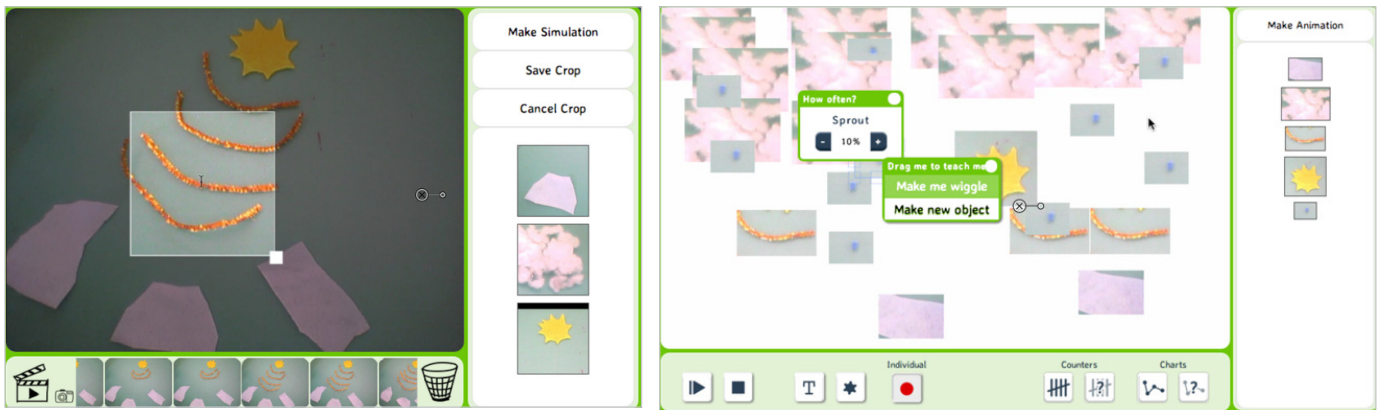 Make Simulation
Save Crop
Cancel Crop
Make Animation
How often?
Sprout
- 10% +
Drag me to teach me
Make me wiggle
Make new object
Individual
Counters
Charts
T
?
?